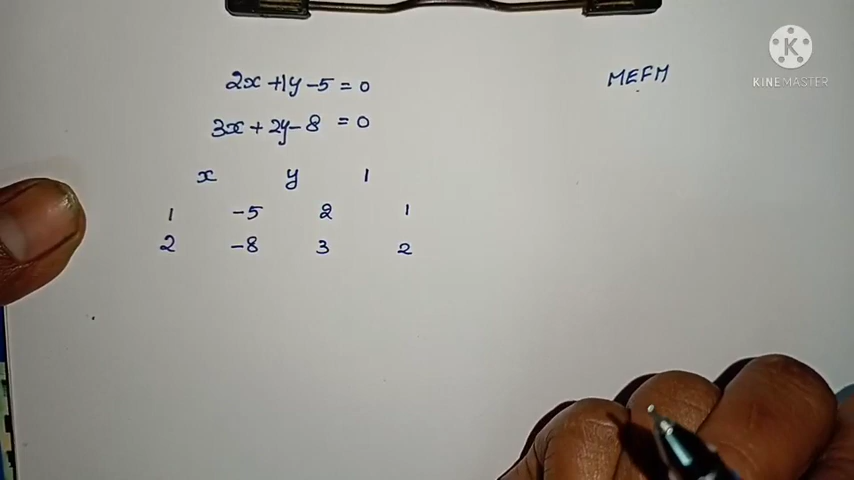 2x + 1y - 5 = 0
MEFM
3x + 2y - 8 = 0
x y 1
1 -5 2 1
2 -8 3 2
K
KINEMASTER